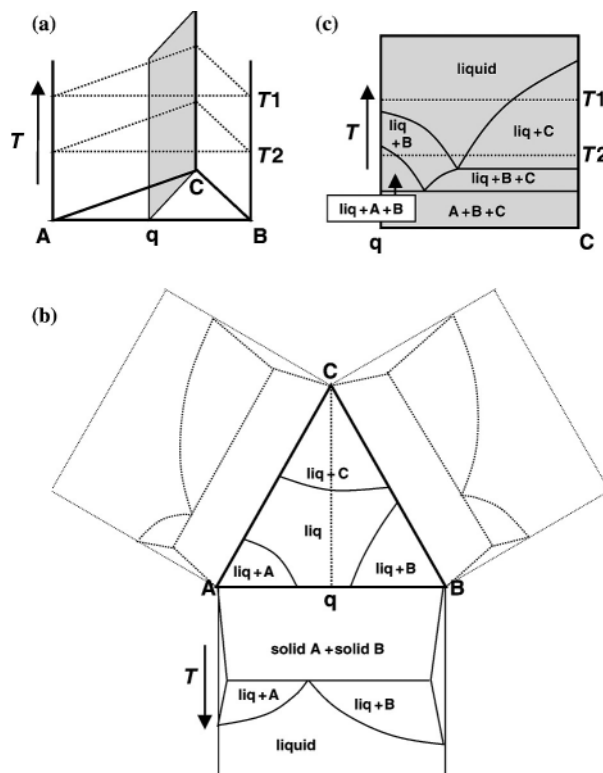 (a)
T
T1
T2
C
A
q
B
(c)
liquid
T1
T
liq
+B
liq+C
T2
liq+B+C
liq+A+B
A+B+C
q
C
(b)
C
liq+C
liq
liq+A
liq+B
A
q
B
solid A+solid B
T
liq+A
liq+B
liquid